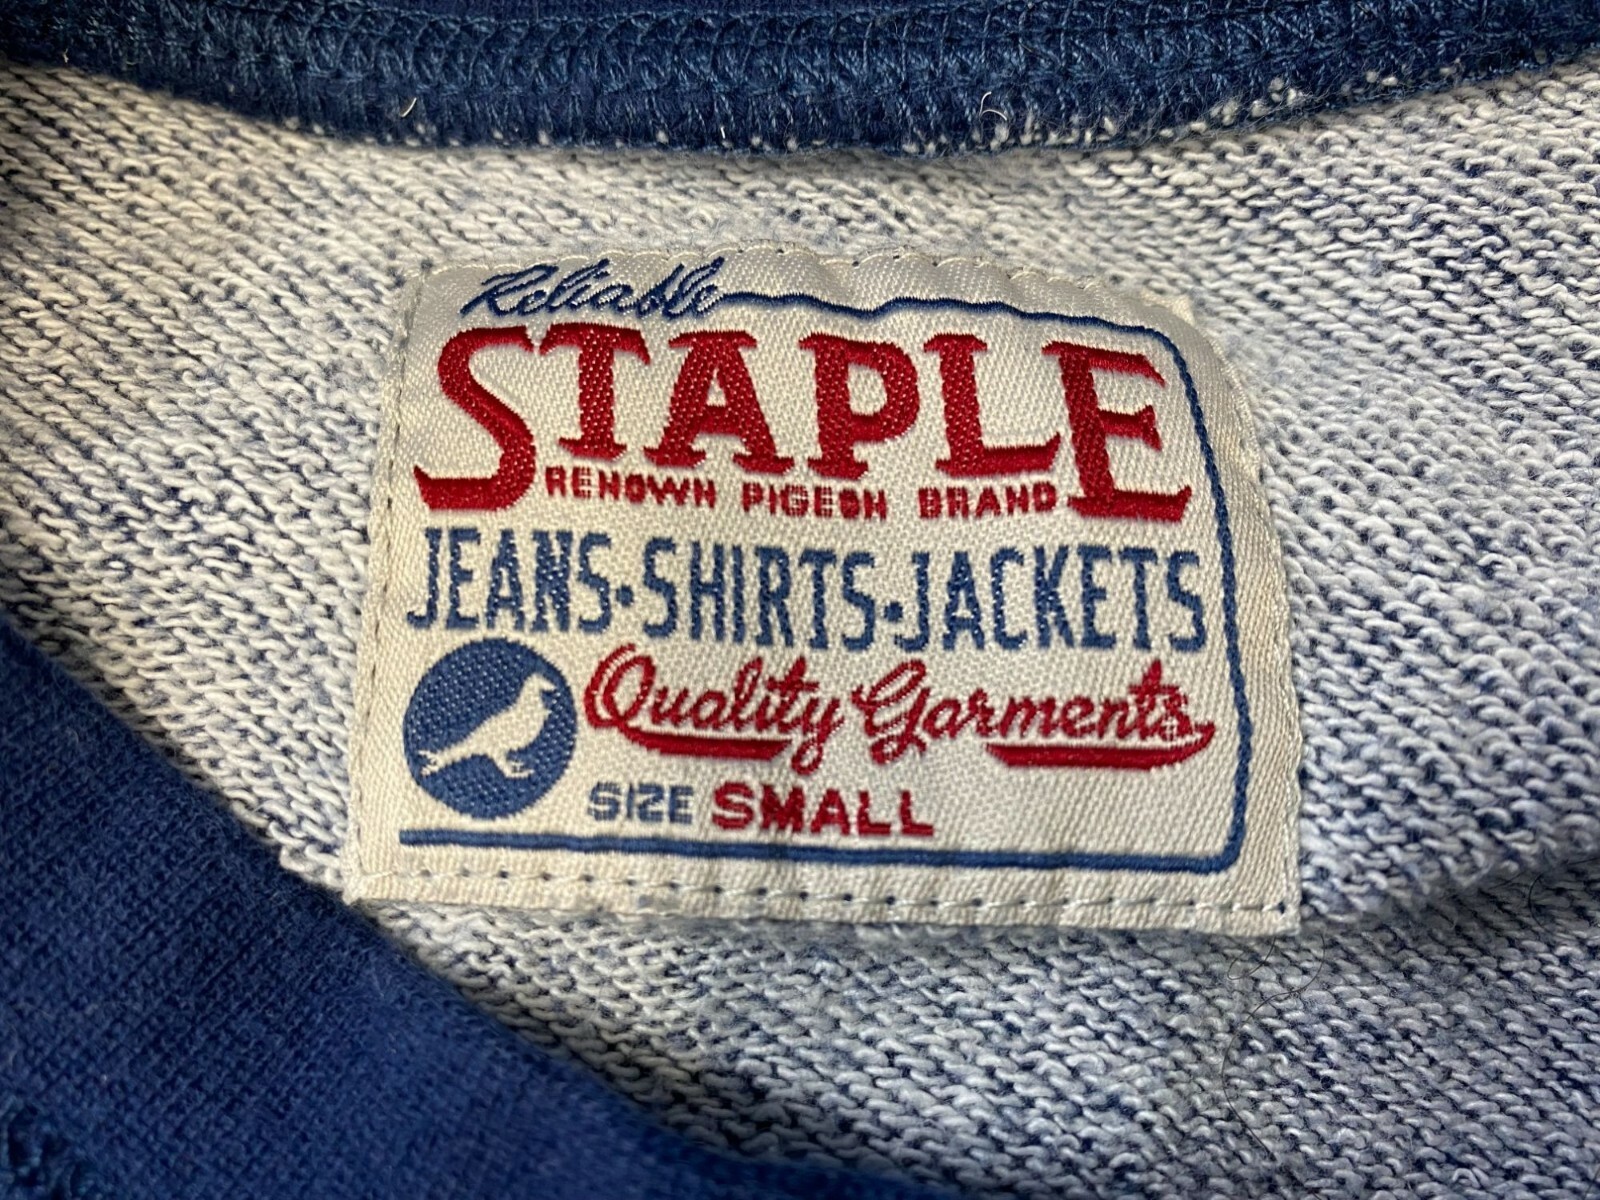 Reliable
STAPLE
RENOWN PIGEON BRAND
JEANS·SHIRTS·JACKETS
Quality Garments
SIZE SMALL